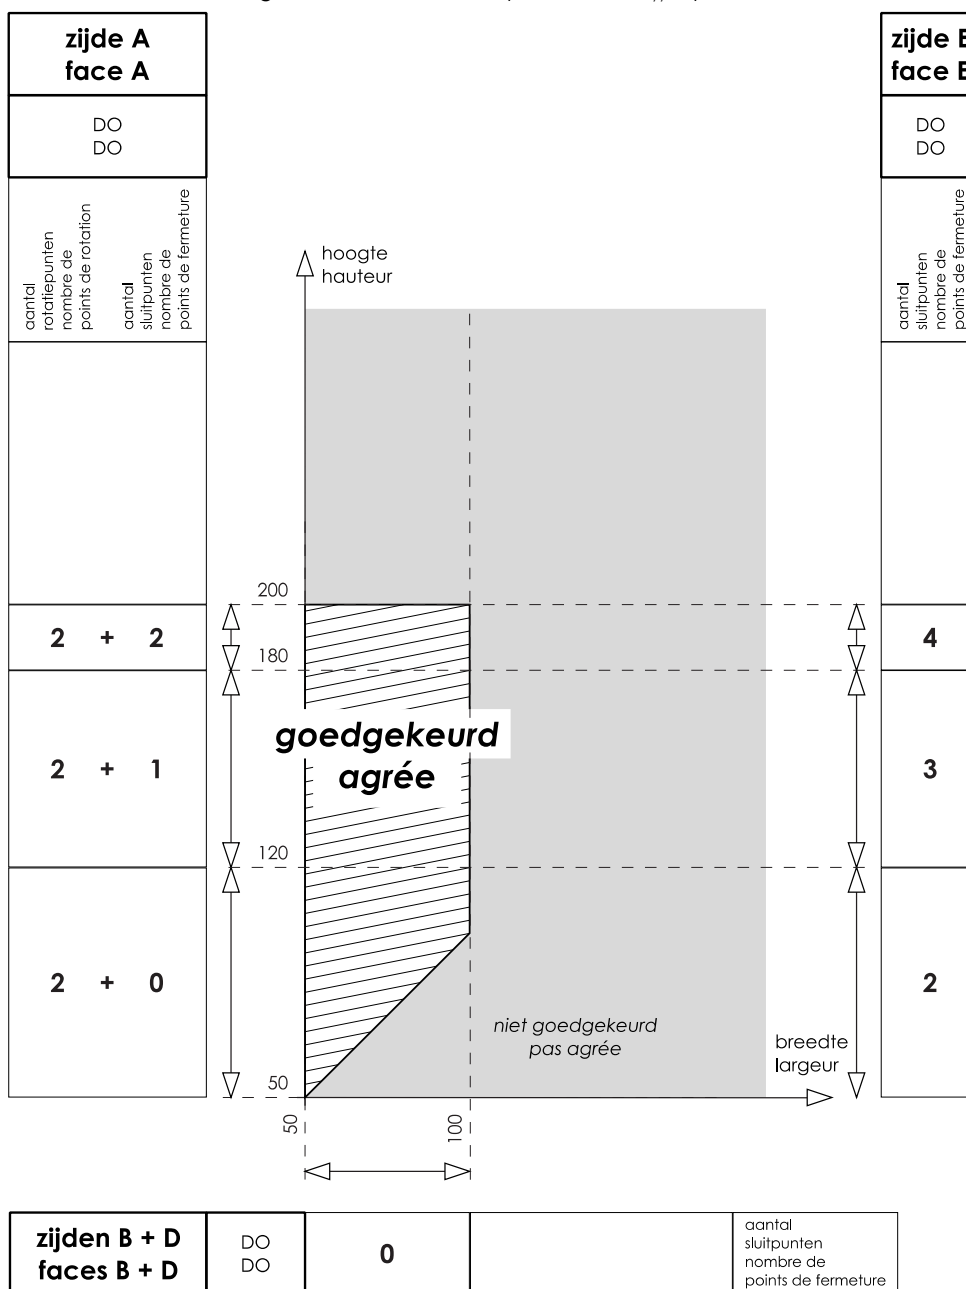 zijde A
face A
DO
DO
aantal
rotatiepunten
nombre de
points de rotation
aantal
sluitpunten
nombre de
points de fermeture
zijde
face
DO
DO
aantal
sluitpunten
nombre de
points de fermeture
hoogte
hauteur
200
2 + 2
4
180
goedgekeurd
agrée
2 + 1
3
120
2 + 0
2
niet goedgekeurd
pas agrée
breedte
largeur
50
50
100
zijden B + D
faces B + D
DO
DO
0
aantal
sluitpunten
nombre de
points de fermeture